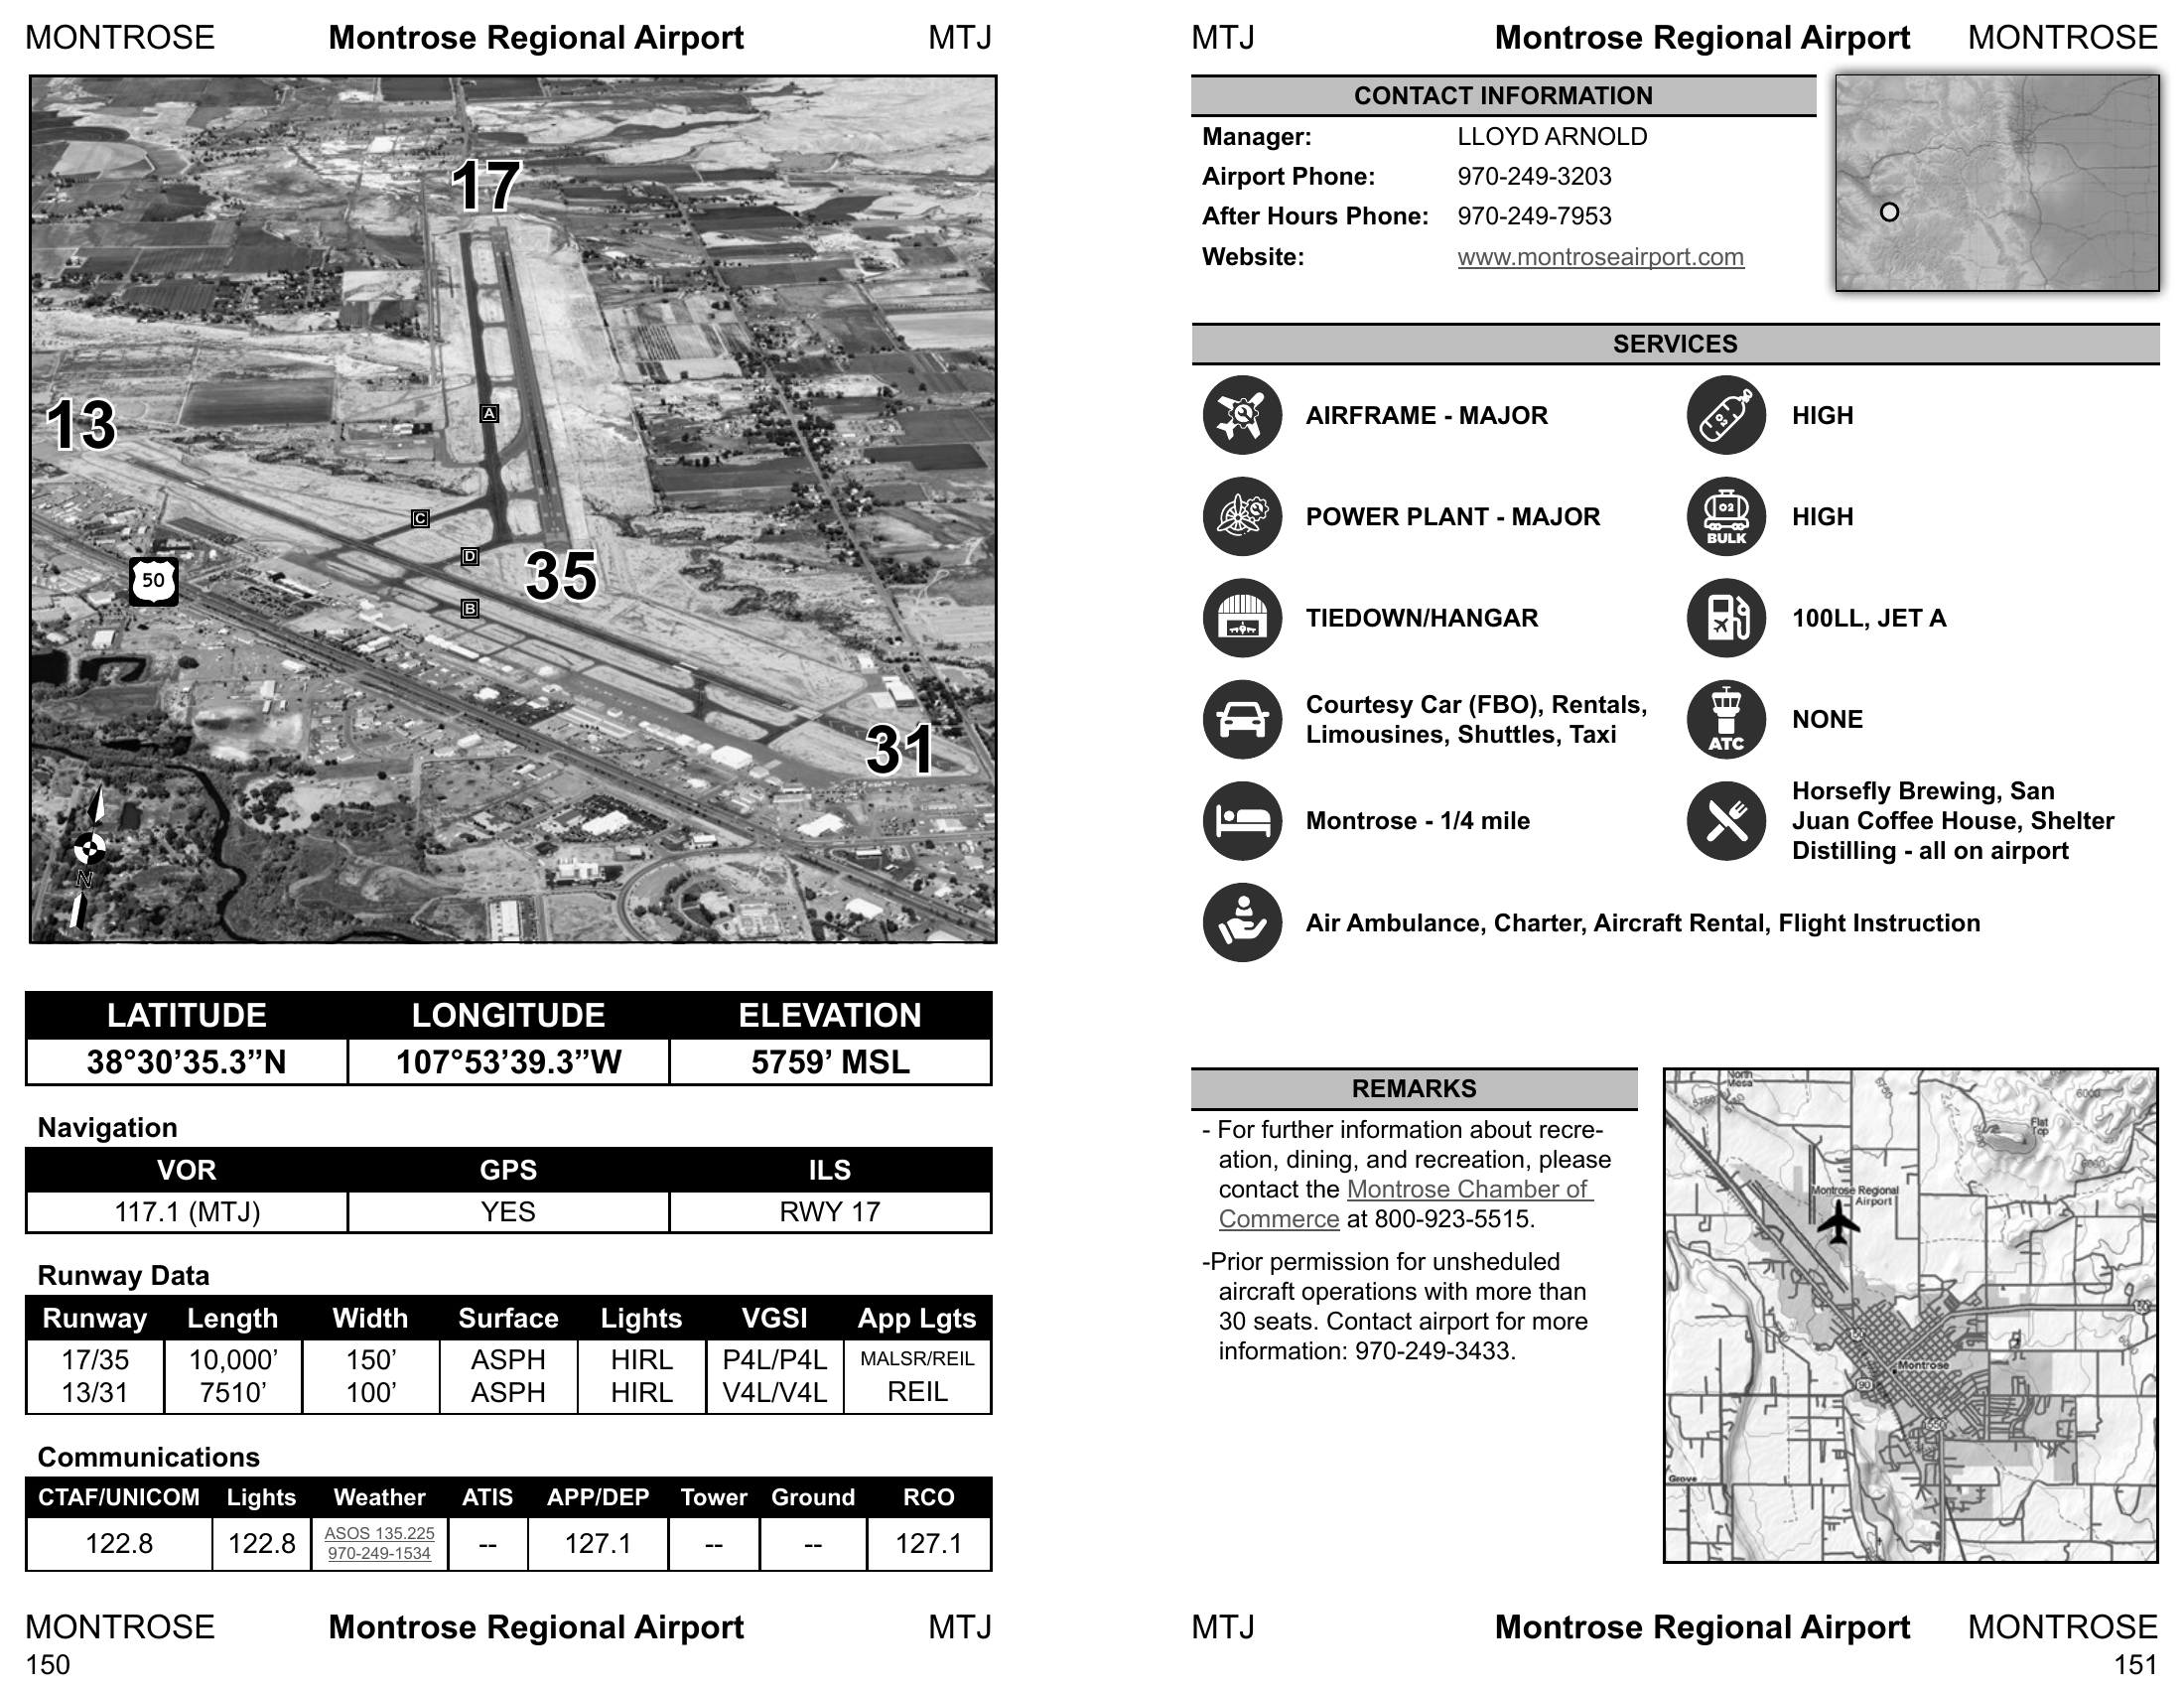 MONTROSE Montrose Regional Airport MTJ
17
13
A
C
D
35
50
B
31
N
LATITUDE LONGITUDE ELEVATION
38°30’35.3”N 107°53’39.3”W 5759’ MSL
Navigation
VOR GPS ILS
117.1 (MTJ) YES RWY 17
Runway Data
Runway Length Width Surface Lights VGSI App Lgts
17/35 10,000’ 150’ ASPH HIRL P4L/P4L MALSR/REIL
13/31 7510’ 100’ ASPH HIRL V4L/V4L REIL
Communications
CTAF/UNICOM Lights Weather ATIS APP/DEP Tower Ground RCO
122.8 122.8 ASOS 135.225 -- 127.1 -- -- 127.1
970-249-1534
MONTROSE Montrose Regional Airport MTJ
150
MTJ Montrose Regional Airport MONTROSE
CONTACT INFORMATION
Manager: LLOYD ARNOLD
Airport Phone: 970-249-3203
After Hours Phone: 970-249-7953
Website: www.montroseairport.com
SERVICES
AIRFRAME - MAJOR
O2
HIGH
POWER PLANT - MAJOR
O2
BULK
HIGH
TIEDOWN/HANGAR
100LL, JET A
Courtesy Car (FBO), Rentals,
Limousines, Shuttles, Taxi
ATC
NONE
Montrose - 1/4 mile
Horsefly Brewing, San
Juan Coffee House, Shelter
Distilling - all on airport
Air Ambulance, Charter, Aircraft Rental, Flight Instruction
REMARKS
- For further information about recre-
ation, dining, and recreation, please
contact the Montrose Chamber of
Commerce at 800-923-5515.
-Prior permission for unsheduled
aircraft operations with more than
30 seats. Contact airport for more
information: 970-249-3433.
North
Mesa
5750
5750
6000
Flat
Top
Montrose Regional
Airport
50
Montrose
90
550
Grove
MTJ Montrose Regional Airport MONTROSE
151